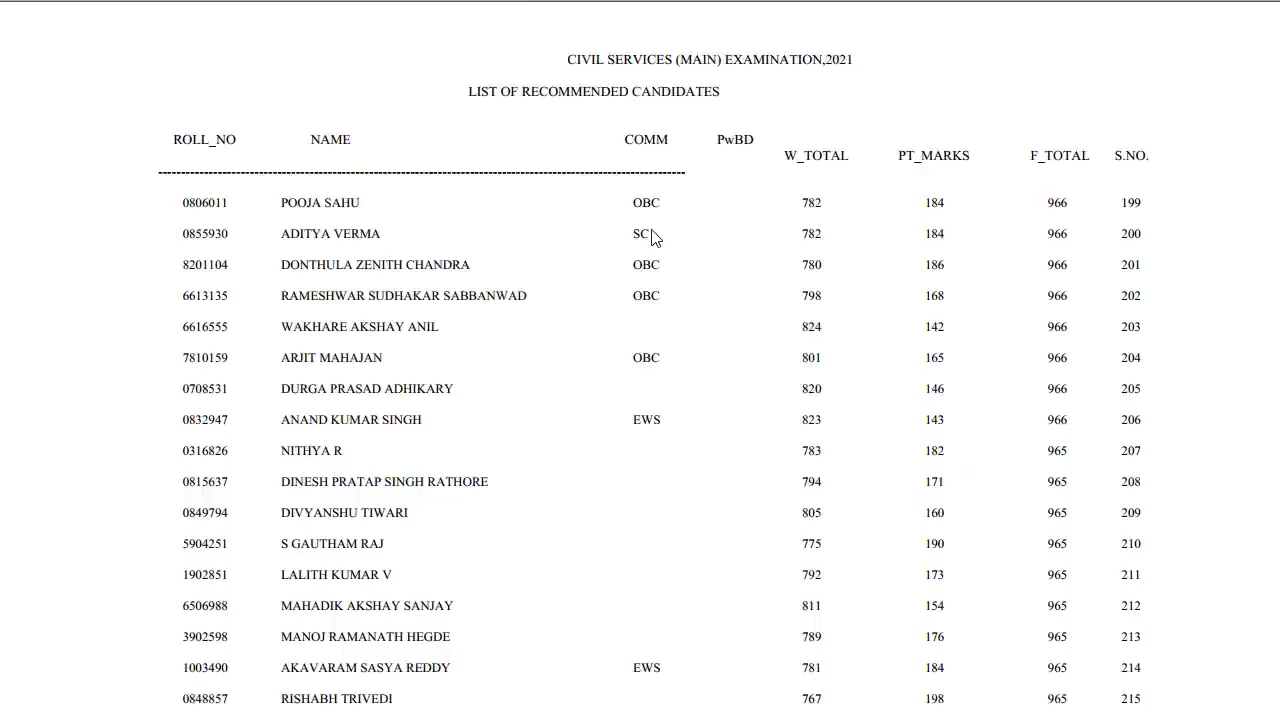 CIVIL SERVICES (MAIN) EXAMINATION,2021
LIST OF RECOMMENDED CANDIDATES
ROLL_NO NAME COMM PwBD W_TOTAL PT_MARKS F_TOTAL S.NO.
0806011 POOJA SAHU OBC 782 184 966 199
0855930 ADITYA VERMA SC 782 184 966 200
8201104 DONTHULA ZENITH CHANDRA OBC 780 186 966 201
6613135 RAMESHWAR SUDHAKAR SABBANWAD OBC 798 168 966 202
6616555 WAKHARE AKSHAY ANIL 824 142 966 203
7810159 ARJIT MAHAJAN OBC 801 165 966 204
0708531 DURGA PRASAD ADHIKARY 820 146 966 205
0832947 ANAND KUMAR SINGH EWS 823 143 966 206
0316826 NITHYA R 783 182 965 207
0815637 DINESH PRATAP SINGH RATHORE 794 171 965 208
0849794 DIVYANSHU TIWARI 805 160 965 209
5904251 S GAUTHAM RAJ 775 190 965 210
1902851 LALITH KUMAR V 792 173 965 211
6506988 MAHADIK AKSHAY SANJAY 811 154 965 212
3902598 MANOJ RAMANATH HEGDE 789 176 965 213
1003490 AKAVARAM SASYA REDDY EWS 781 184 965 214
0848857 RISHABH TRIVEDI 767 198 965 215